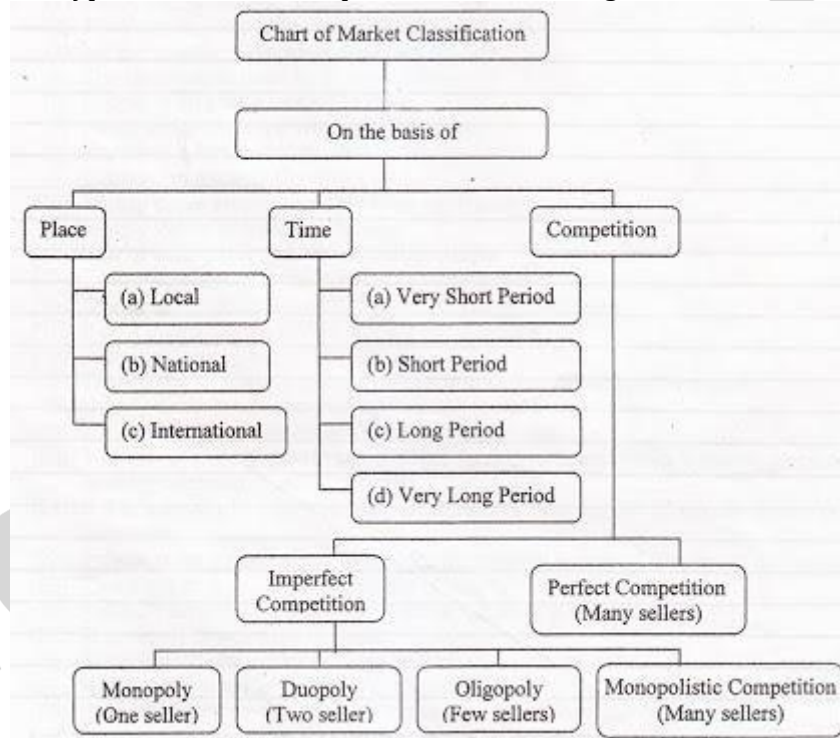 Chart of Market Classification
On the basis of
Place
Time
Competition
(a) Local
(a) Very Short Period
(b) National
(b) Short Period
(c) International
(c) Long Period
(d) Very Long Period
Imperfect
Competition
Perfect Competition
(Many sellers)
Monopoly
(One seller)
Duopoly
(Two seller)
Oligopoly
(Few sellers)
Monopolistic Competition
(Many sellers)